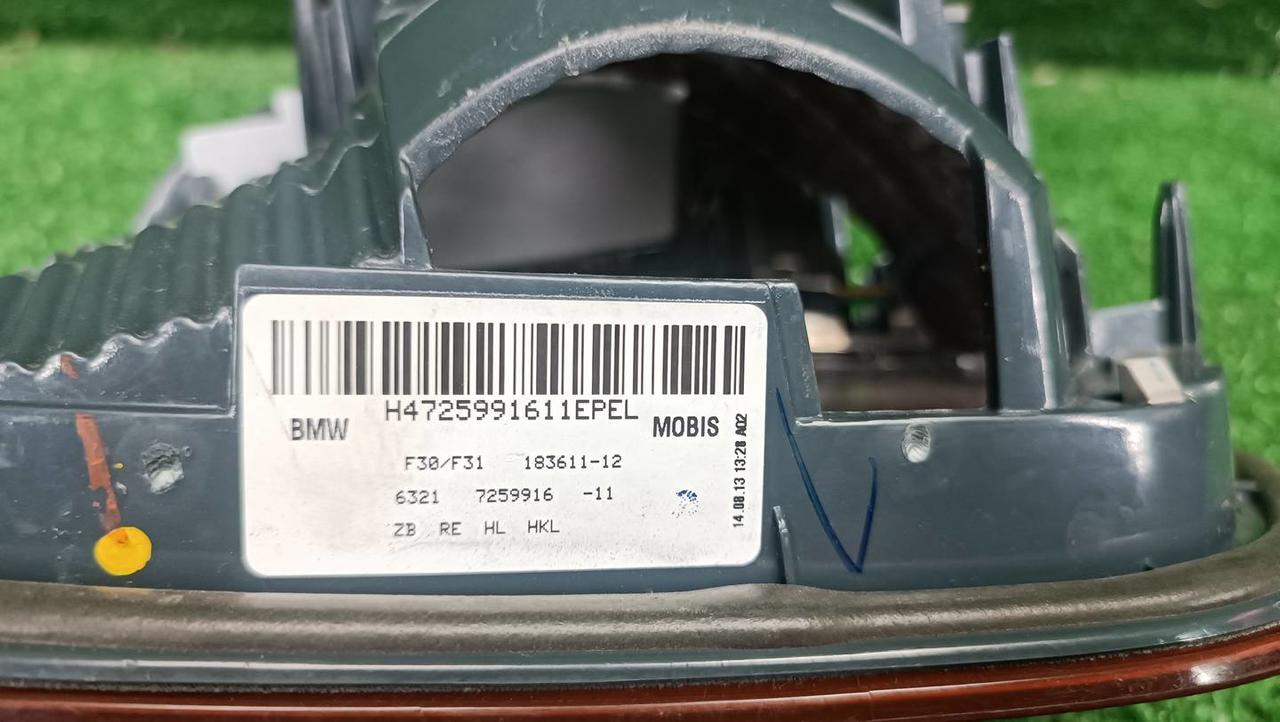 H4725991611EPEL
BMW
MOBIS
F30/F31 183611-12
6321 7259916 -11
ZB RE HL HKL
14.08.13 13:28 A02